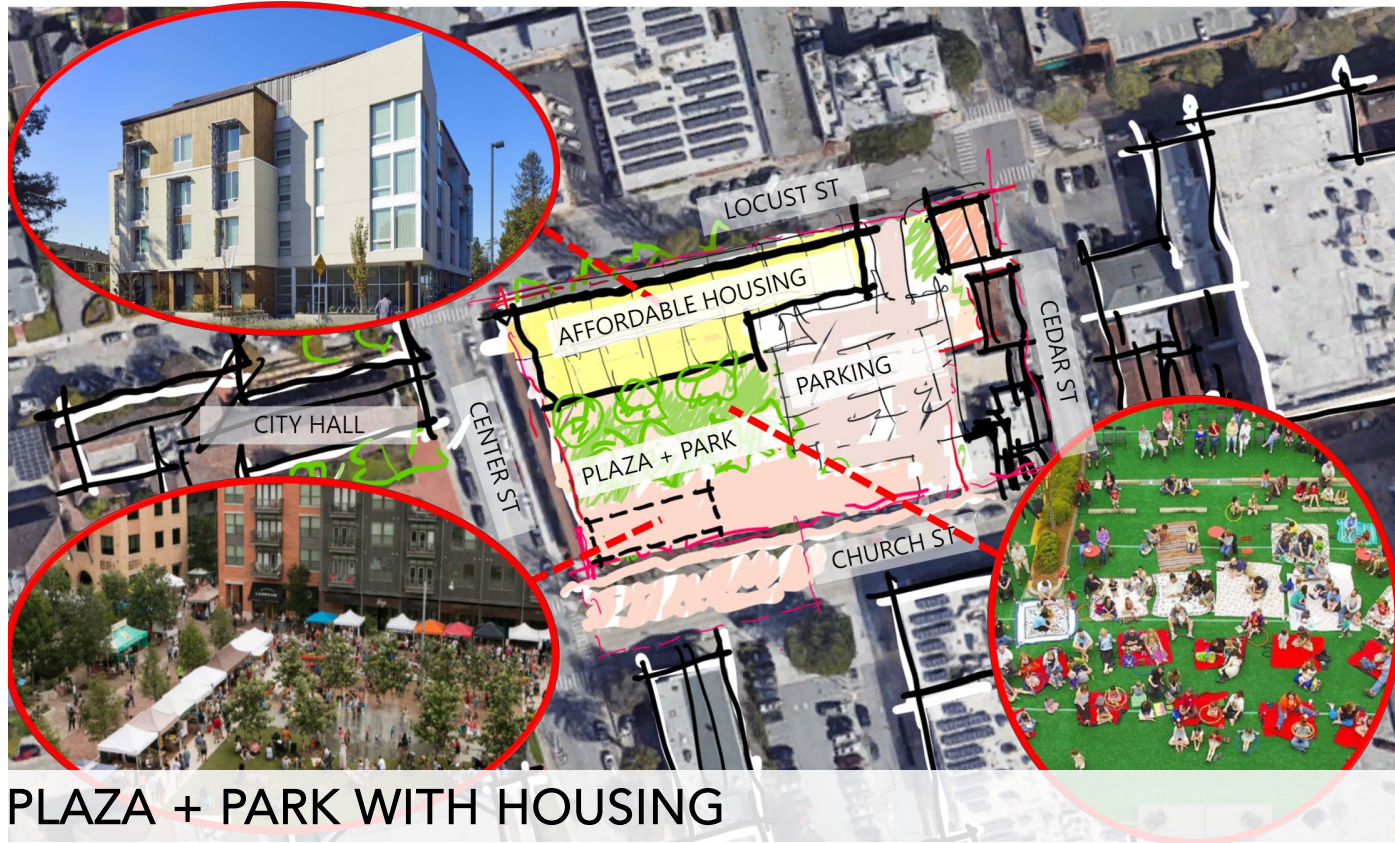 LOCUST ST
AFFORDABLE HOUSING
CEDAR ST
PARKING
CITY HALL
CENTER ST
PLAZA + PARK
CHURCH ST
PLAZA + PARK WITH HOUSING